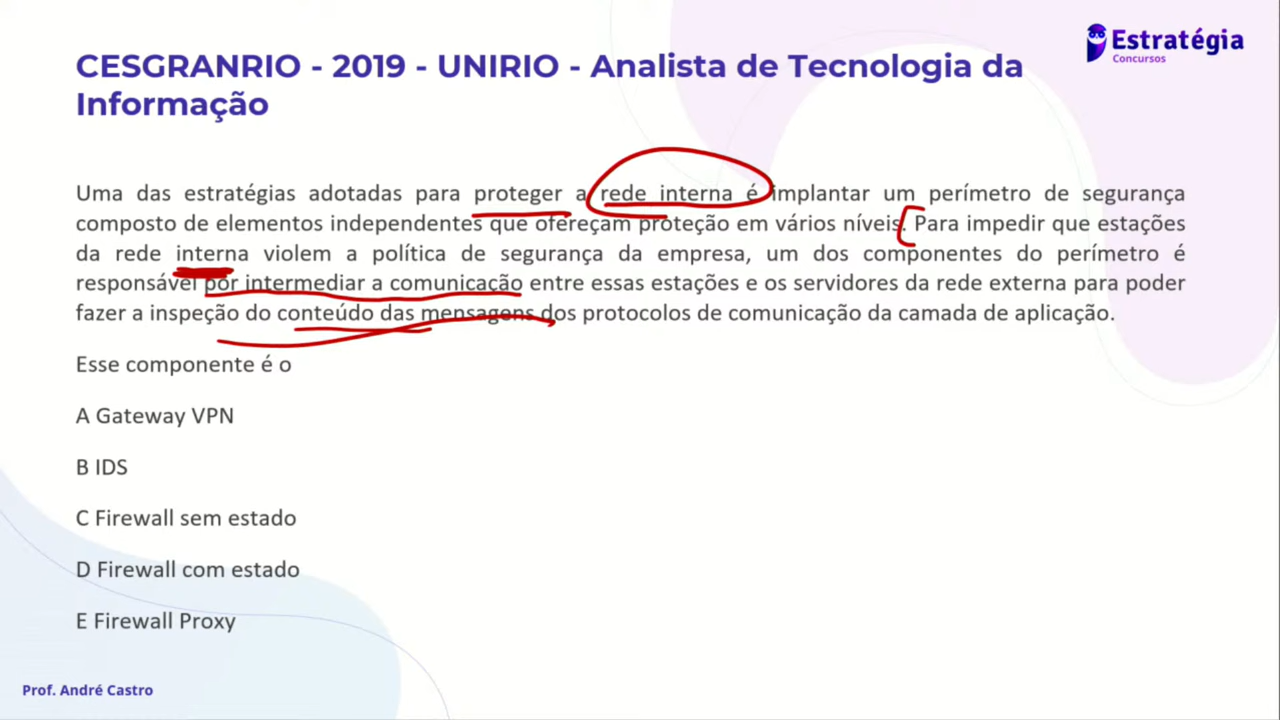 CESGRANRIO - 2019 - UNIRIO - Analista de Tecnologia da
Informação
Estratégia
Concursos
Uma das estratégias adotadas para proteger a rede interna é implantar um perímetro de segurança
composto de elementos independentes que ofereçam proteção em vários níveis. Para impedir que estações
da rede interna violem a política de segurança da empresa, um dos componentes do perímetro é
responsável por intermediar a comunicação entre essas estações e os servidores da rede externa para poder
fazer a inspeção do conteúdo das mensagens dos protocolos de comunicação da camada de aplicação.
Esse componente é o
A Gateway VPN
B IDS
C Firewall sem estado
D Firewall com estado
E Firewall Proxy
Prof. André Castro